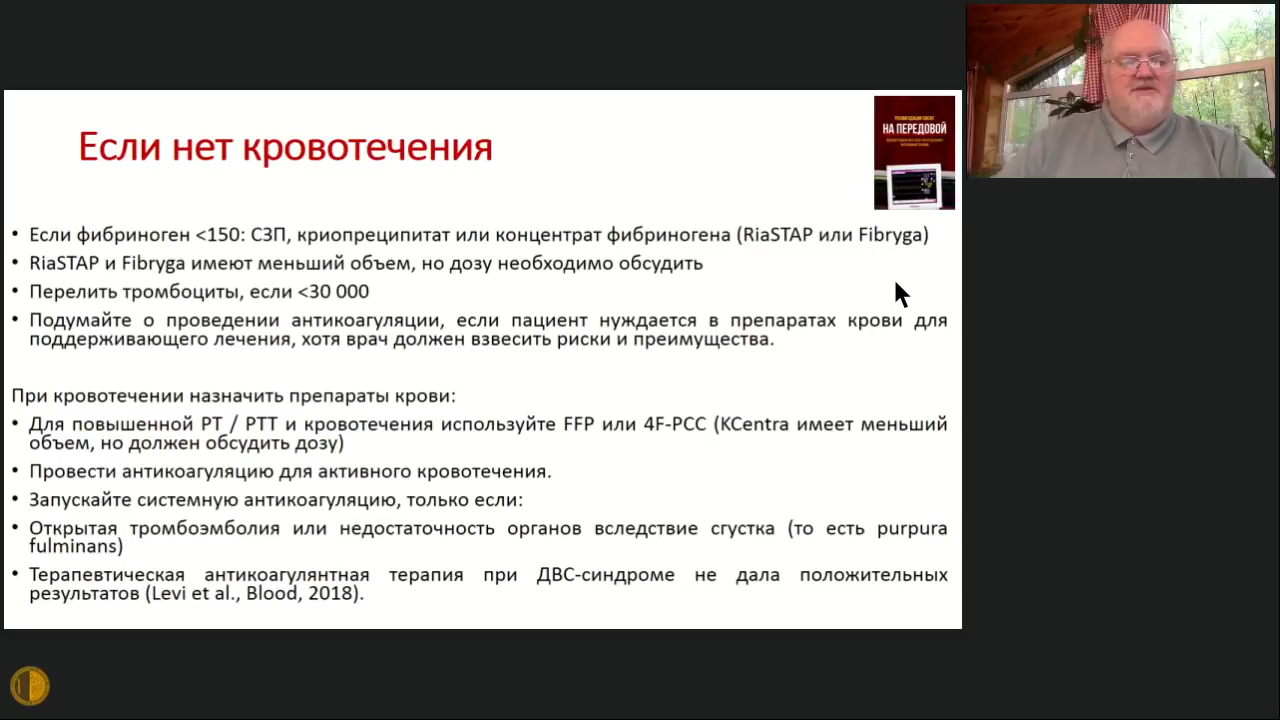 Если нет кровотечения
НА ПЕРЕДОВОЙ
• Если фибриноген <150: СЗП, криопреципитат или концентрат фибриногена (RiaSTAP или Fibryga)
• RiaSTAP и Fibryga имеют меньший объем, но дозу необходимо обсудить
• Перелить тромбоциты, если <30 000
• Подумайте о проведении антикоагуляции, если пациент нуждается в препаратах крови для
поддерживающего лечения, хотя врач должен взвесить риски и преимущества.
При кровотечении назначить препараты крови:
• Для повышенной PT / PTT и кровотечения используйте FFP или 4F-PCC (KCentra имеет меньший
объем, но должен обсудить дозу)
• Провести антикоагуляцию для активного кровотечения.
• Запускайте системную антикоагуляцию, только если:
• Открытая тромбоэмболия или недостаточность органов вследствие сгустка (то есть purpura
fulminans)
• Терапевтическая антикоагулянтная терапия при ДВС-синдроме не дала положительных
результатов (Levi et al., Blood, 2018).